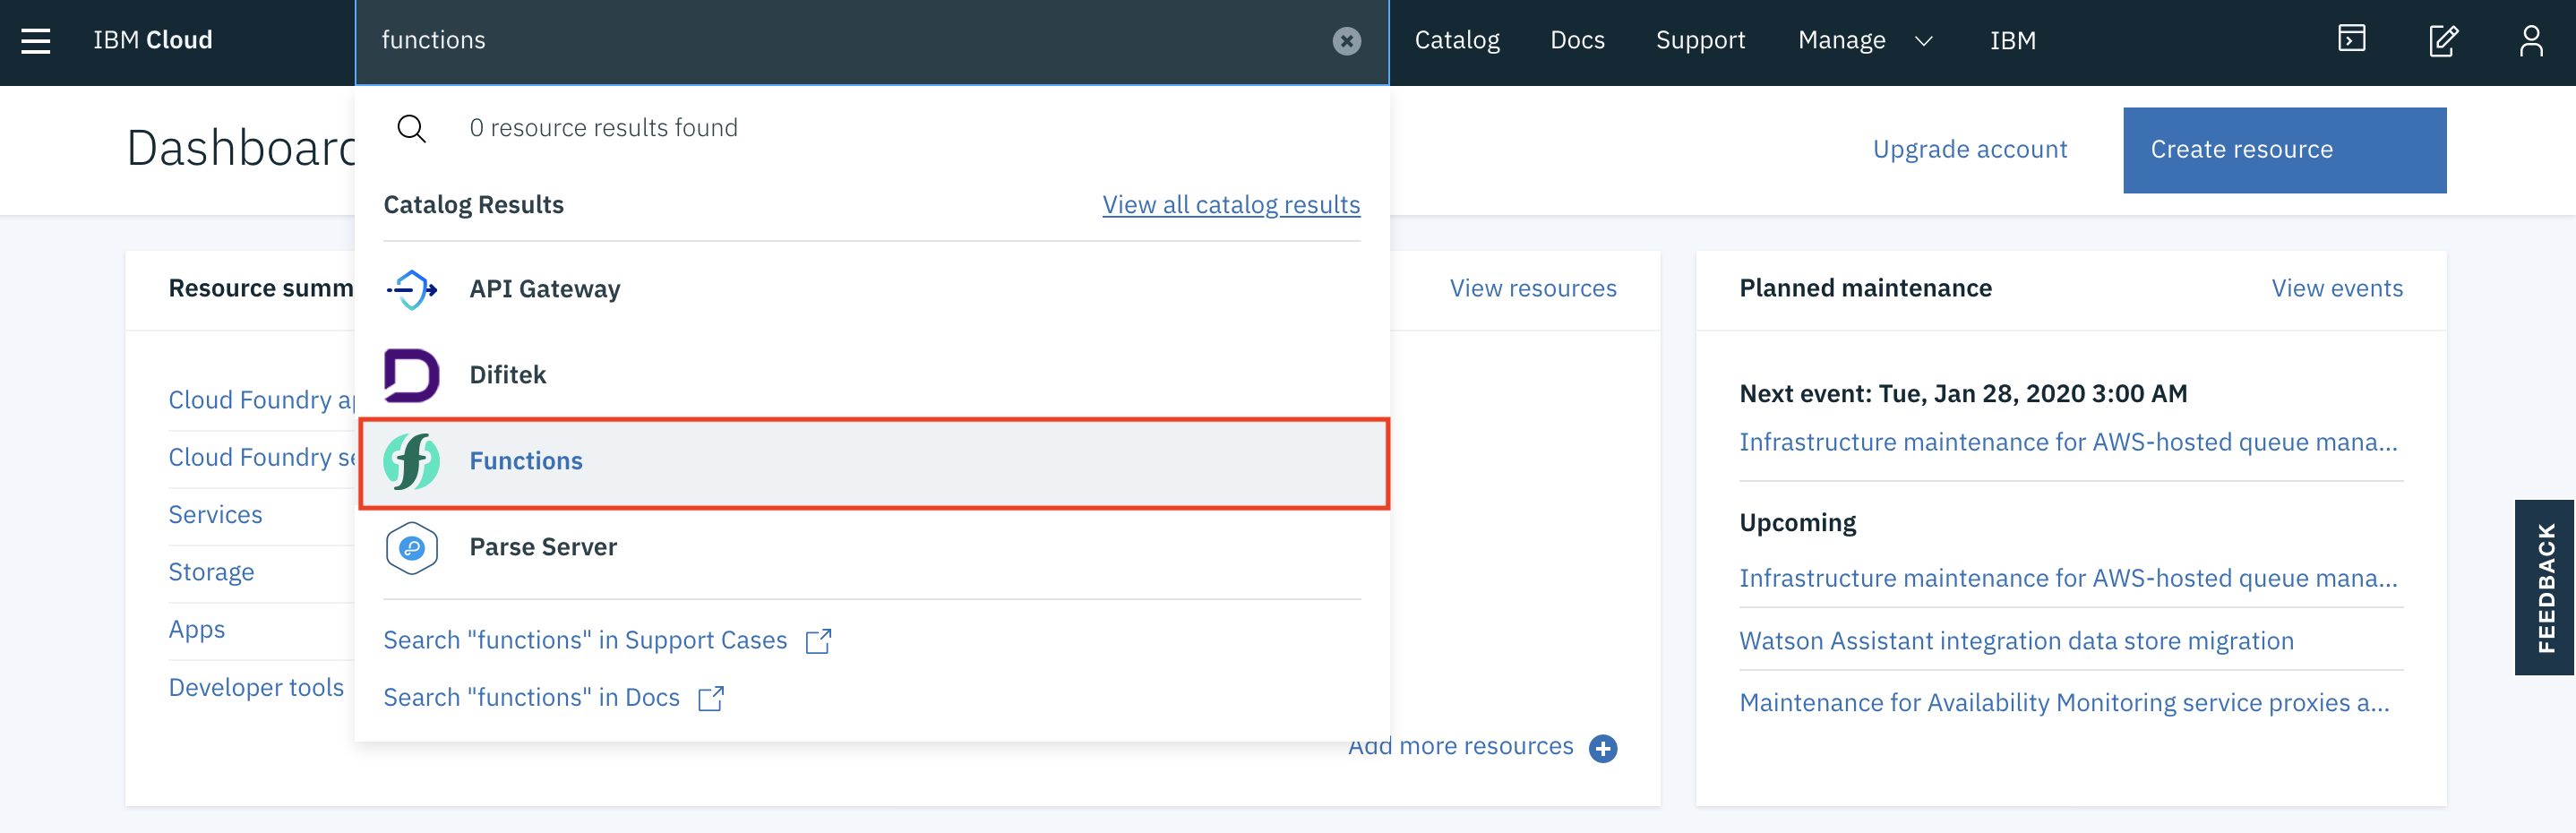 IBM Cloud
functions
Catalog
Docs
Support
Manage
IBM
0 resource results found
Catalog Results
View all catalog results
API Gateway
Difitek
Functions
Parse Server
Search "functions" in Support Cases
Search "functions" in Docs
Dashboard
Upgrade account
Create resource
Resource summ
View resources
Cloud Foundry ap
Cloud Foundry se
Services
Storage
Apps
Developer tools
Add more resources
Planned maintenance
View events
Next event: Tue, Jan 28, 2020 3:00 AM
Infrastructure maintenance for AWS-hosted queue mana...
Upcoming
Infrastructure maintenance for AWS-hosted queue mana...
Watson Assistant integration data store migration
Maintenance for Availability Monitoring service proxies a...
FEEDBACK